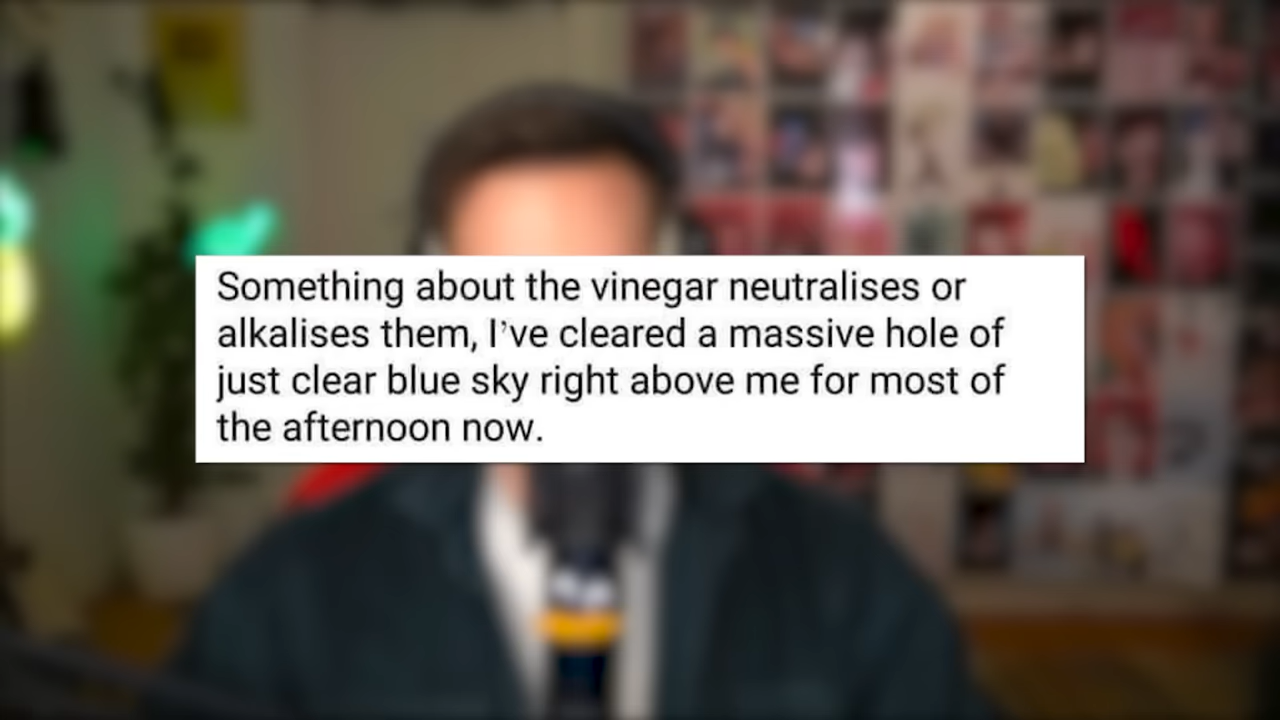 Something about the vinegar neutralises or
alkalises them, I’ve cleared a massive hole of
just clear blue sky right above me for most of
the afternoon now.